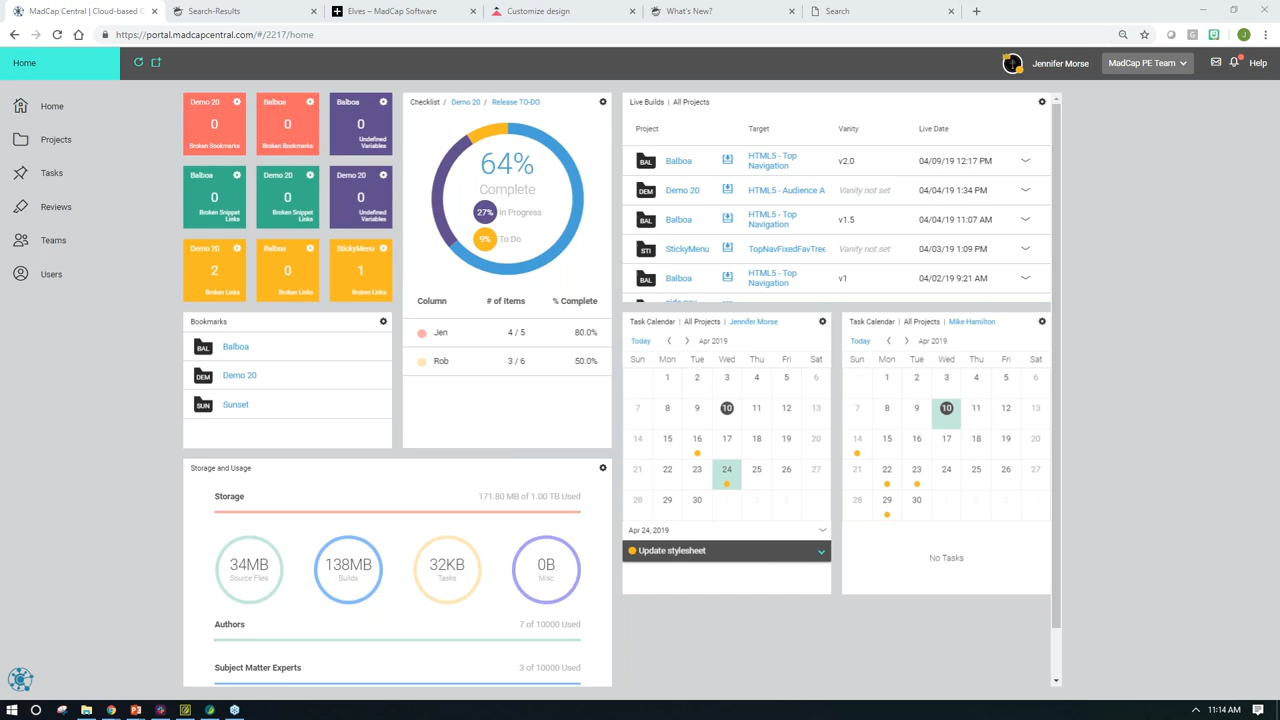 MadCap Central | Cloud-based C
Search-Results
Elves – MadCap Software
Customize design
What's New?
Search
https://portal.madcapcentral.com/#/2217/home
Home
Jennifer Morse
MadCap PE Team
Help
Home
Projects
Tasks
Reviews
Teams
Users
Demo 20
0
Broken Bookmarks
Balboa
0
Broken Bookmarks
Balboa
0
Undefined
Variables
Balboa
0
Broken Snippet
Links
Demo 20
0
Broken Snippet
Links
Demo 20
0
Undefined
Variables
Demo 20
2
Broken Links
Balboa
0
Broken Links
StickyMenu
1
Broken Links
Bookmarks
BAL Balboa
DEM Demo 20
SUN Sunset
Checklist / Demo 20 / Release TO-DO
64%
Complete
27% In Progress
9% To Do
Column # of Items % Complete
Jen 4 / 5 80.0%
Rob 3 / 6 50.0%
Storage and Usage
Storage 171.80 MB of 1.00 TB Used
34MB
Source Files
138MB
Builds
32KB
Tasks
0B
Misc
Authors 7 of 10000 Used
Subject Matter Experts 3 of 10000 Used
Live Builds | All Projects
Project Target Vanity Live Date
BAL Balboa HTML5 - Top
Navigation v2.0 04/09/19 12:17 PM
DEM Demo 20 HTML5 - Audience A Vanity not set 04/04/19 1:34 PM
BAL Balboa HTML5 - Top
Navigation v1.5 04/04/19 11:07 AM
STI StickyMenu TopNavFixedFavTree Vanity not set 04/03/19 1:09 PM
BAL Balboa HTML5 - Top
Navigation v1 04/02/19 9:21 AM
Task Calendar | All Projects | Jennifer Morse
Today Apr 2019
Sun Mon Tue Wed Thu Fri Sat
1 2 3 4 5 6
7 8 9 10 11 12 13
14 15 16 17 18 19 20
21 22 23 24 25 26 27
28 29 30 1 2 3 4
Apr 24, 2019
Update stylesheet
Task Calendar | All Projects | Mike Hamilton
Today Apr 2019
Sun Mon Tue Wed Thu Fri Sat
1 2 3 4 5 6
7 8 9 10 11 12 13
14 15 16 17 18 19 20
21 22 23 24 25 26 27
28 29 30
No Tasks
11:14 AM